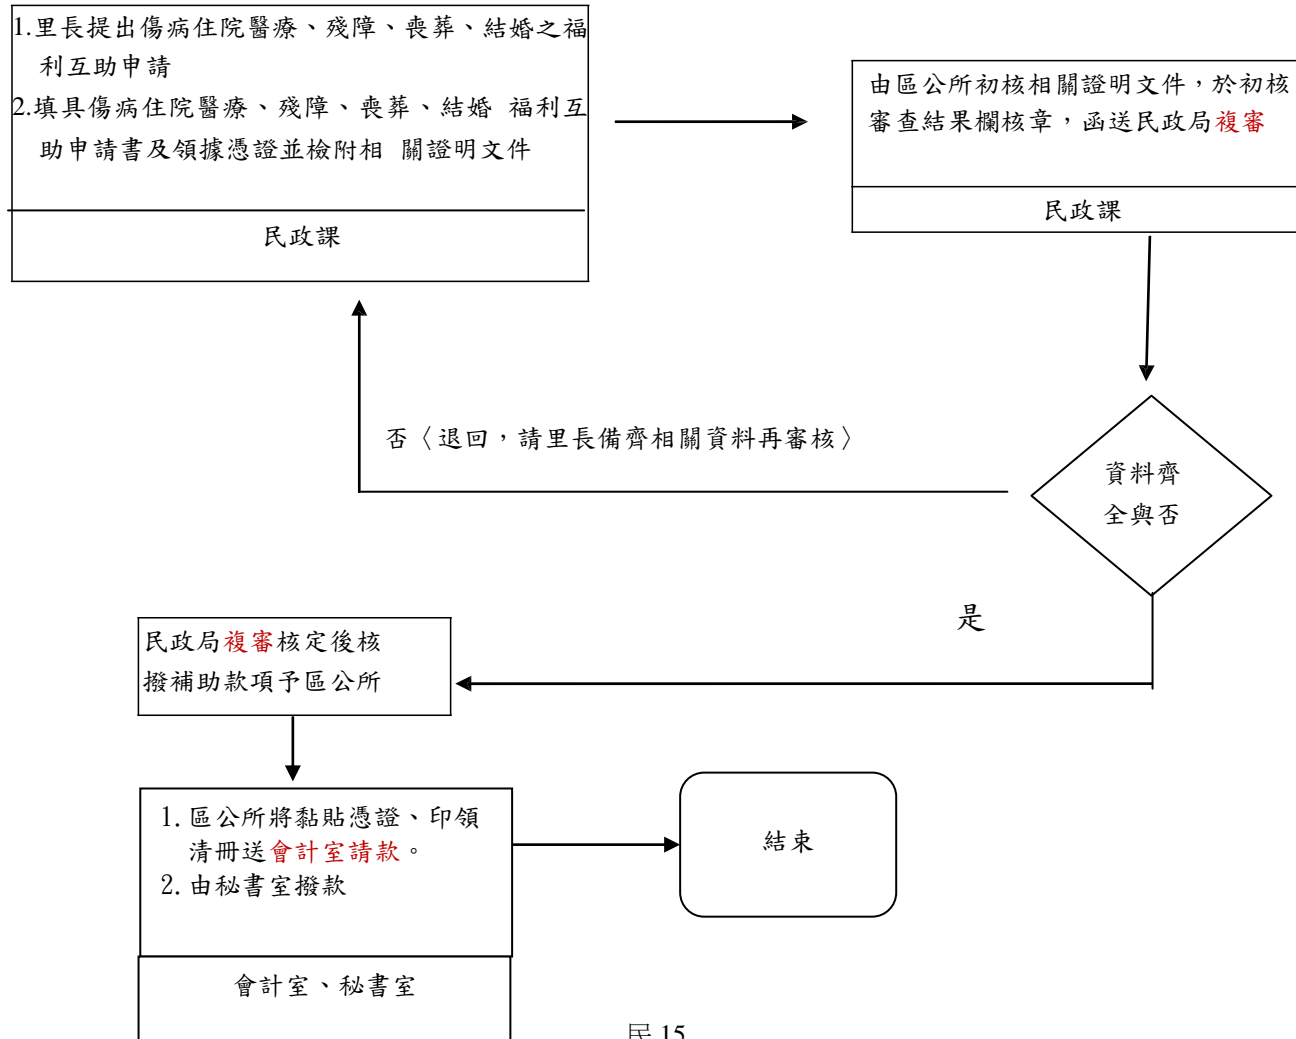 1.里長提出傷病住院醫療、殘障、喪葬、結婚之福
利互助申請
2.填具傷病住院醫療、殘障、喪葬、結婚 福利互
助申請書及領據憑證並檢附相 關證明文件
民政課
由區公所初核相關證明文件，於初核
審查結果欄核章，函送民政局複審
民政課
否〈退回，請里長備齊相關資料再審核〉
資料齊
全與否
是
民政局複審核定後核
撥補助款項予區公所
1. 區公所將黏貼憑證、印領
清冊送會計室請款。
2. 由秘書室撥款
會計室、秘書室
結束
民 15